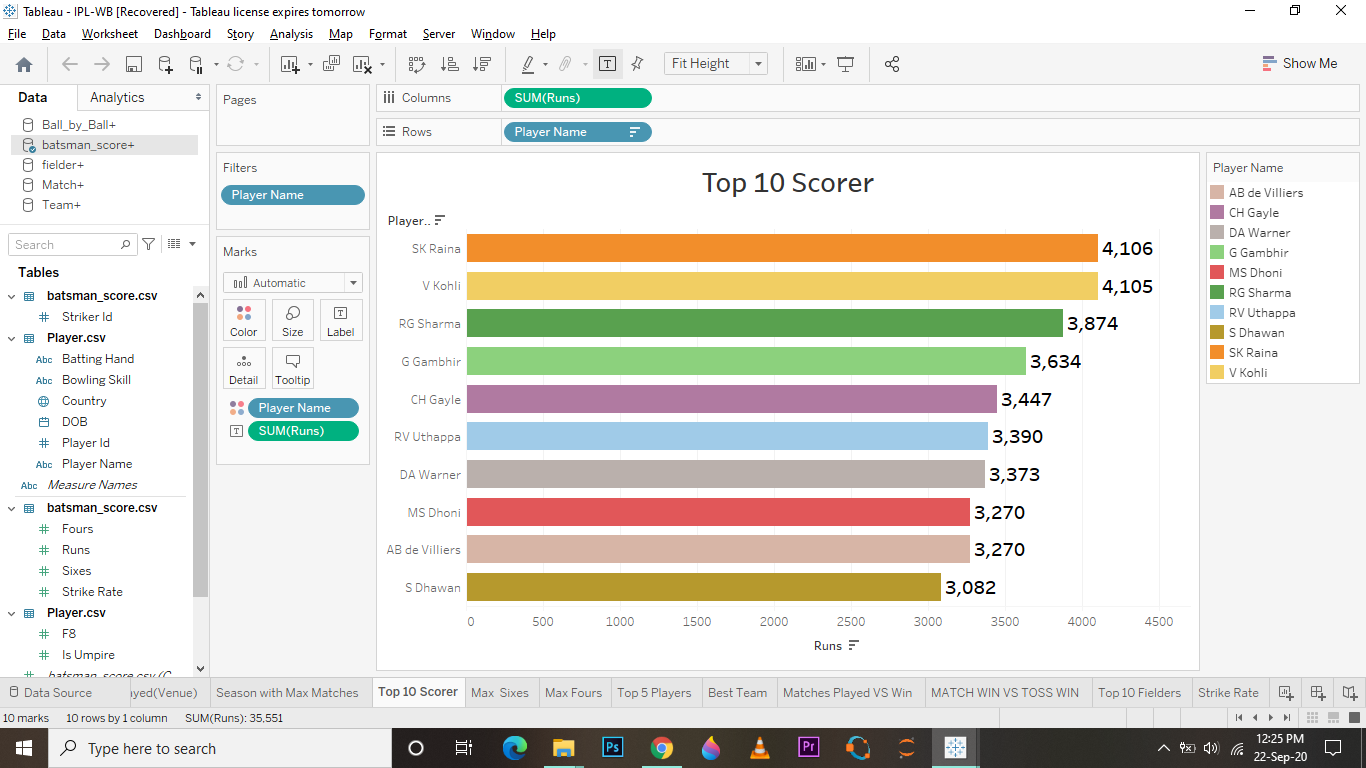 Tableau - IPL-WB [Recovered] - Tableau license expires tomorrow
File Data Worksheet Dashboard Story Analysis Map Format Server Window Help
Fit Height
Show Me
Data Analytics
Ball_by_Ball+
batsman_score+
fielder+
Match+
Team+
Search
Tables
batsman_score.csv
Striker Id
Player.csv
Abc Batting Hand
Abc Bowling Skill
Country
DOB
Player Id
Abc Player Name
Abc Measure Names
batsman_score.csv
Fours
Runs
Sixes
Strike Rate
Player.csv
F8
Is Umpire
Pages
Filters
Player Name
Marks
Automatic
Color Size Label
Detail Tooltip
Player Name
SUM(Runs)
Columns SUM(Runs)
Rows Player Name
Top 10 Scorer
Player..
SK Raina 4,106
V Kohli 4,105
RG Sharma 3,874
G Gambhir 3,634
CH Gayle 3,447
RV Uthappa 3,390
DA Warner 3,373
MS Dhoni 3,270
AB de Villiers 3,270
S Dhawan 3,082
0 500 1000 1500 2000 2500 3000 3500 4000 4500
Runs
Player Name
AB de Villiers
CH Gayle
DA Warner
G Gambhir
MS Dhoni
RG Sharma
RV Uthappa
S Dhawan
SK Raina
V Kohli
Data Source ayed(Venue) Season with Max Matches Top 10 Scorer Max Sixes Max Fours Top 5 Players Best Team Matches Played VS Win MATCH WIN VS TOSS WIN Top 10 Fielders Strike Rate
10 marks 10 rows by 1 column SUM(Runs): 35,551
Type here to search
Ps
Pr
12:25 PM
22-Sep-20